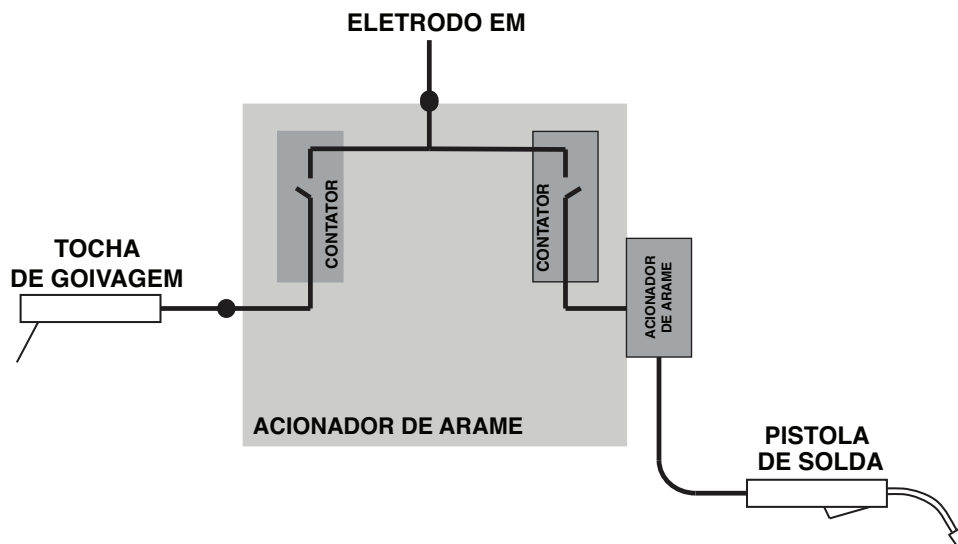 ELETRODO EM
CONTATOR
CONTATOR
TOCHA
DE GOIVAGEM
ACIONADOR
DE ARAME
ACIONADOR DE ARAME
PISTOLA
DE SOLDA